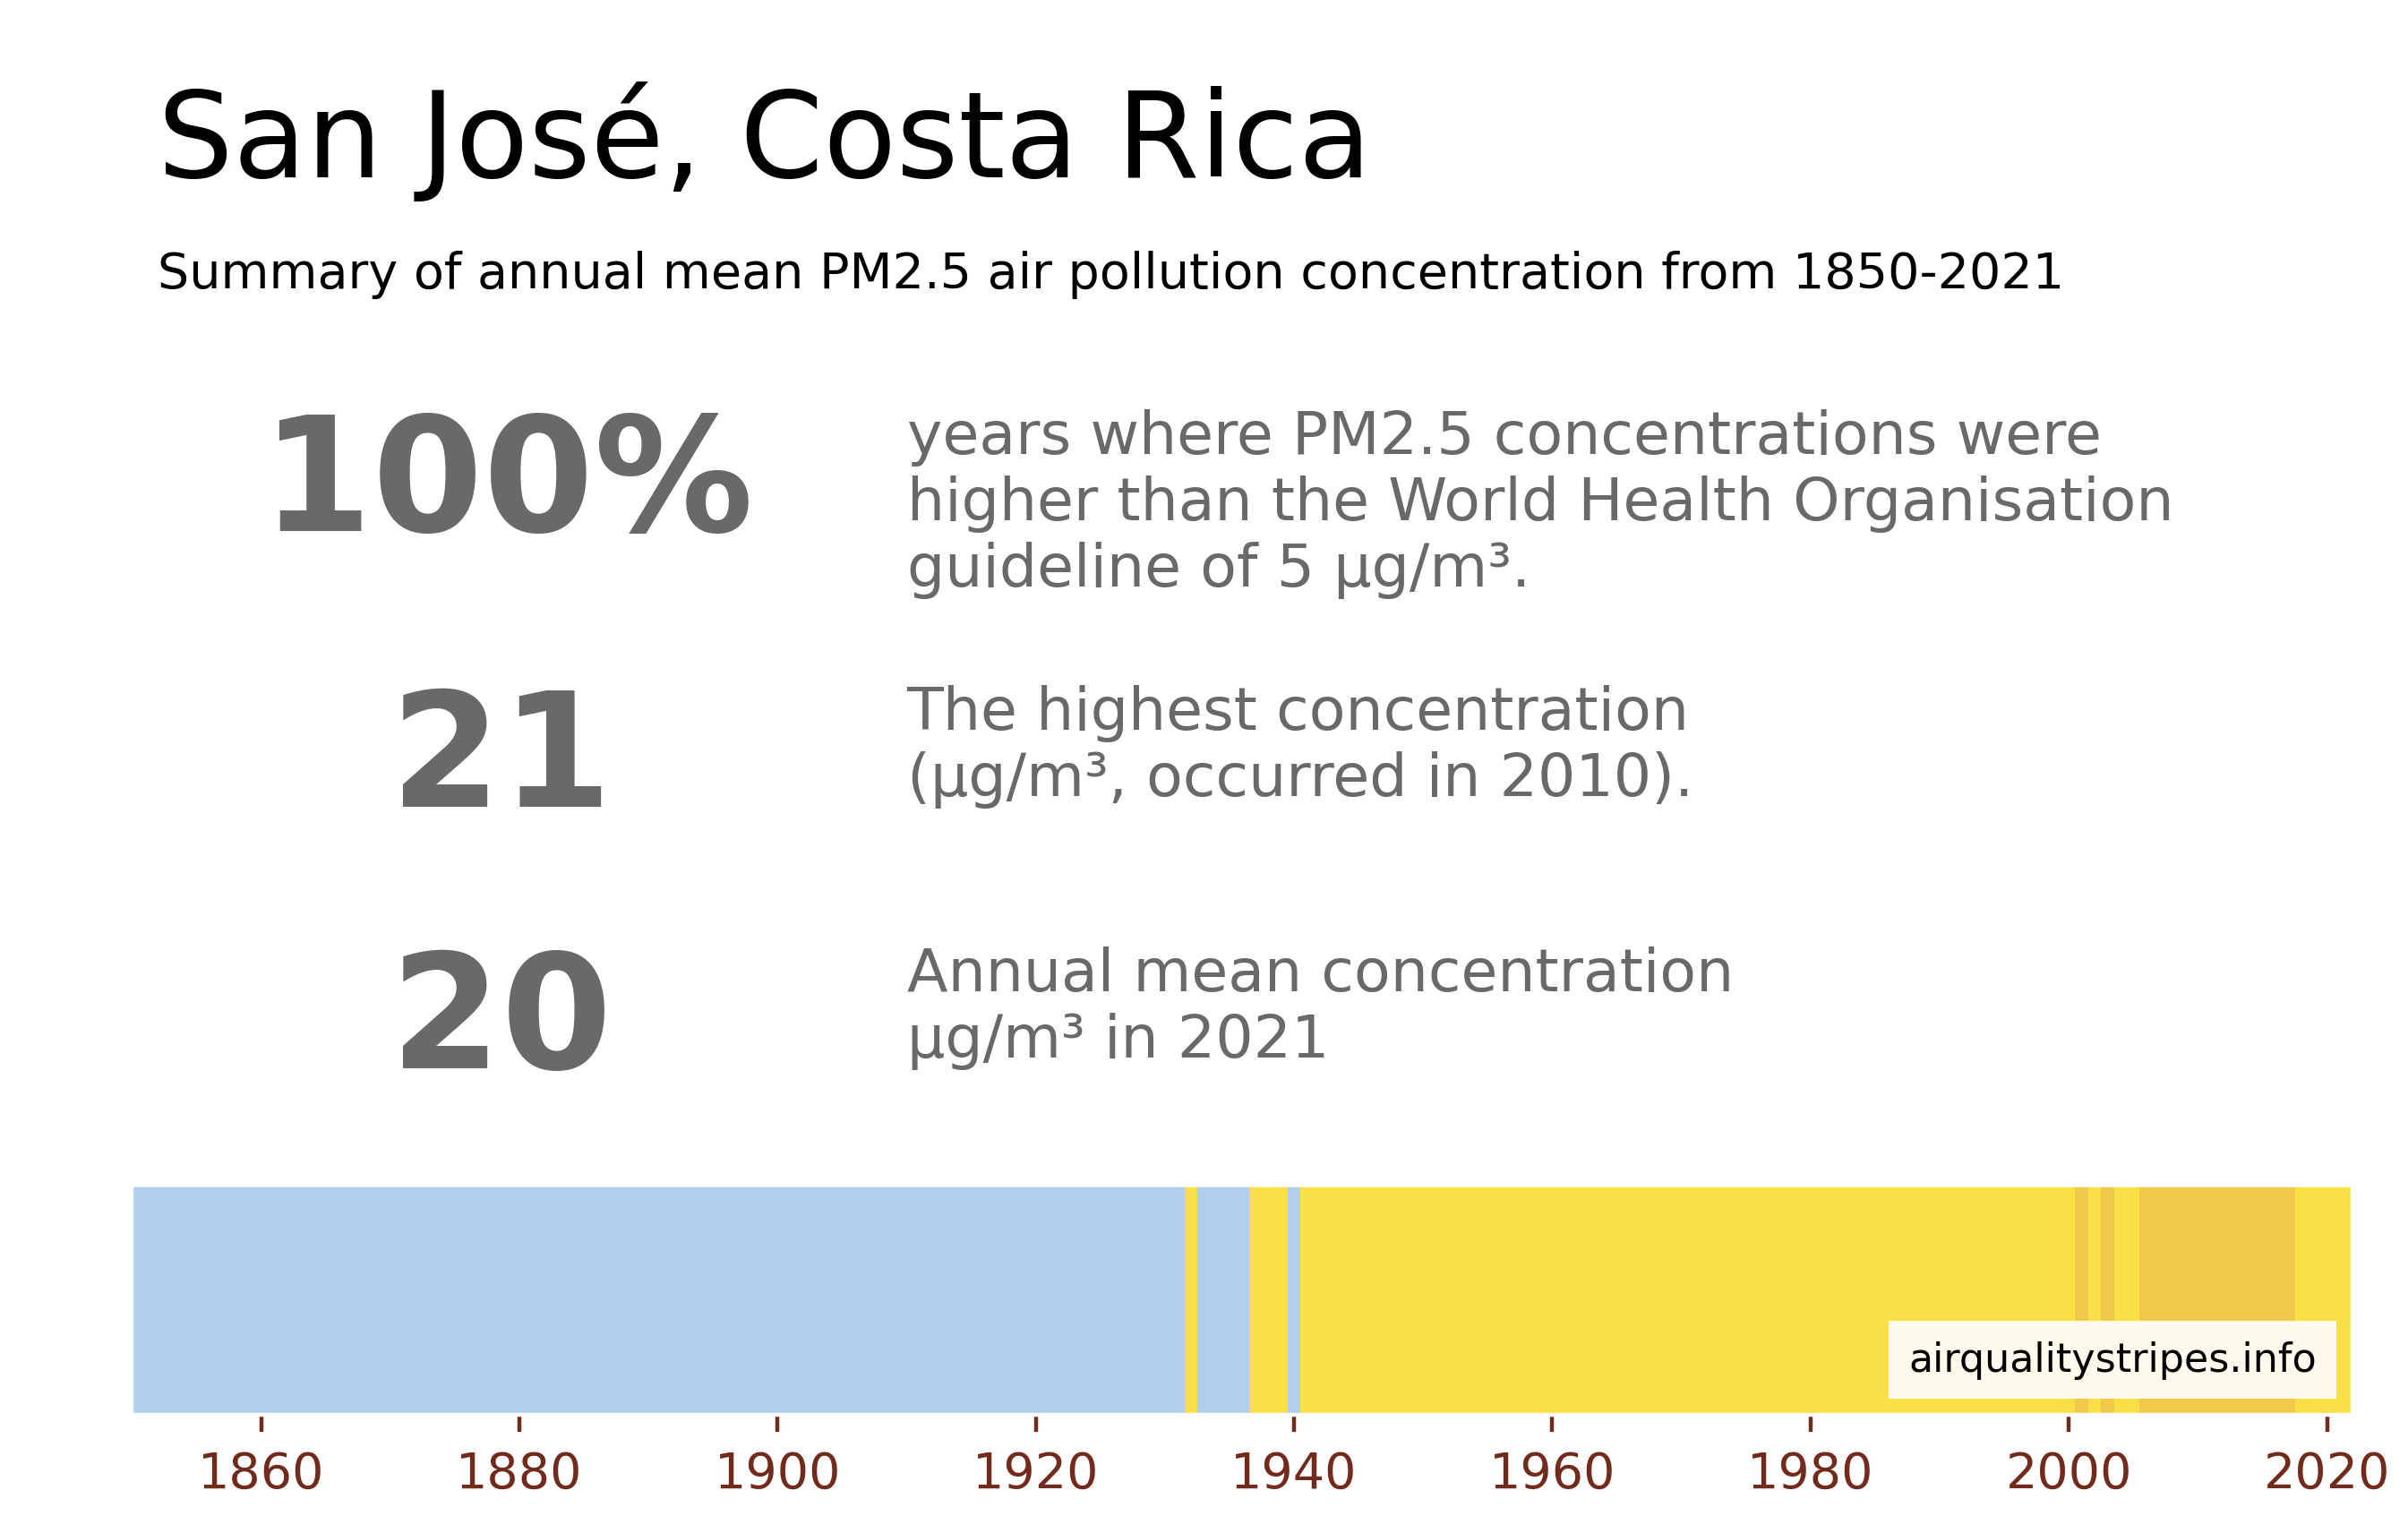 San José, Costa Rica
Summary of annual mean PM2.5 air pollution concentration from 1850-2021
100%
years where PM2.5 concentrations were
higher than the World Health Organisation
guideline of 5 µg/m³.
21
The highest concentration
(µg/m³, occurred in 2010).
20
Annual mean concentration
µg/m³ in 2021
airqualitystripes.info
1860 1880 1900 1920 1940 1960 1980 2000 2020